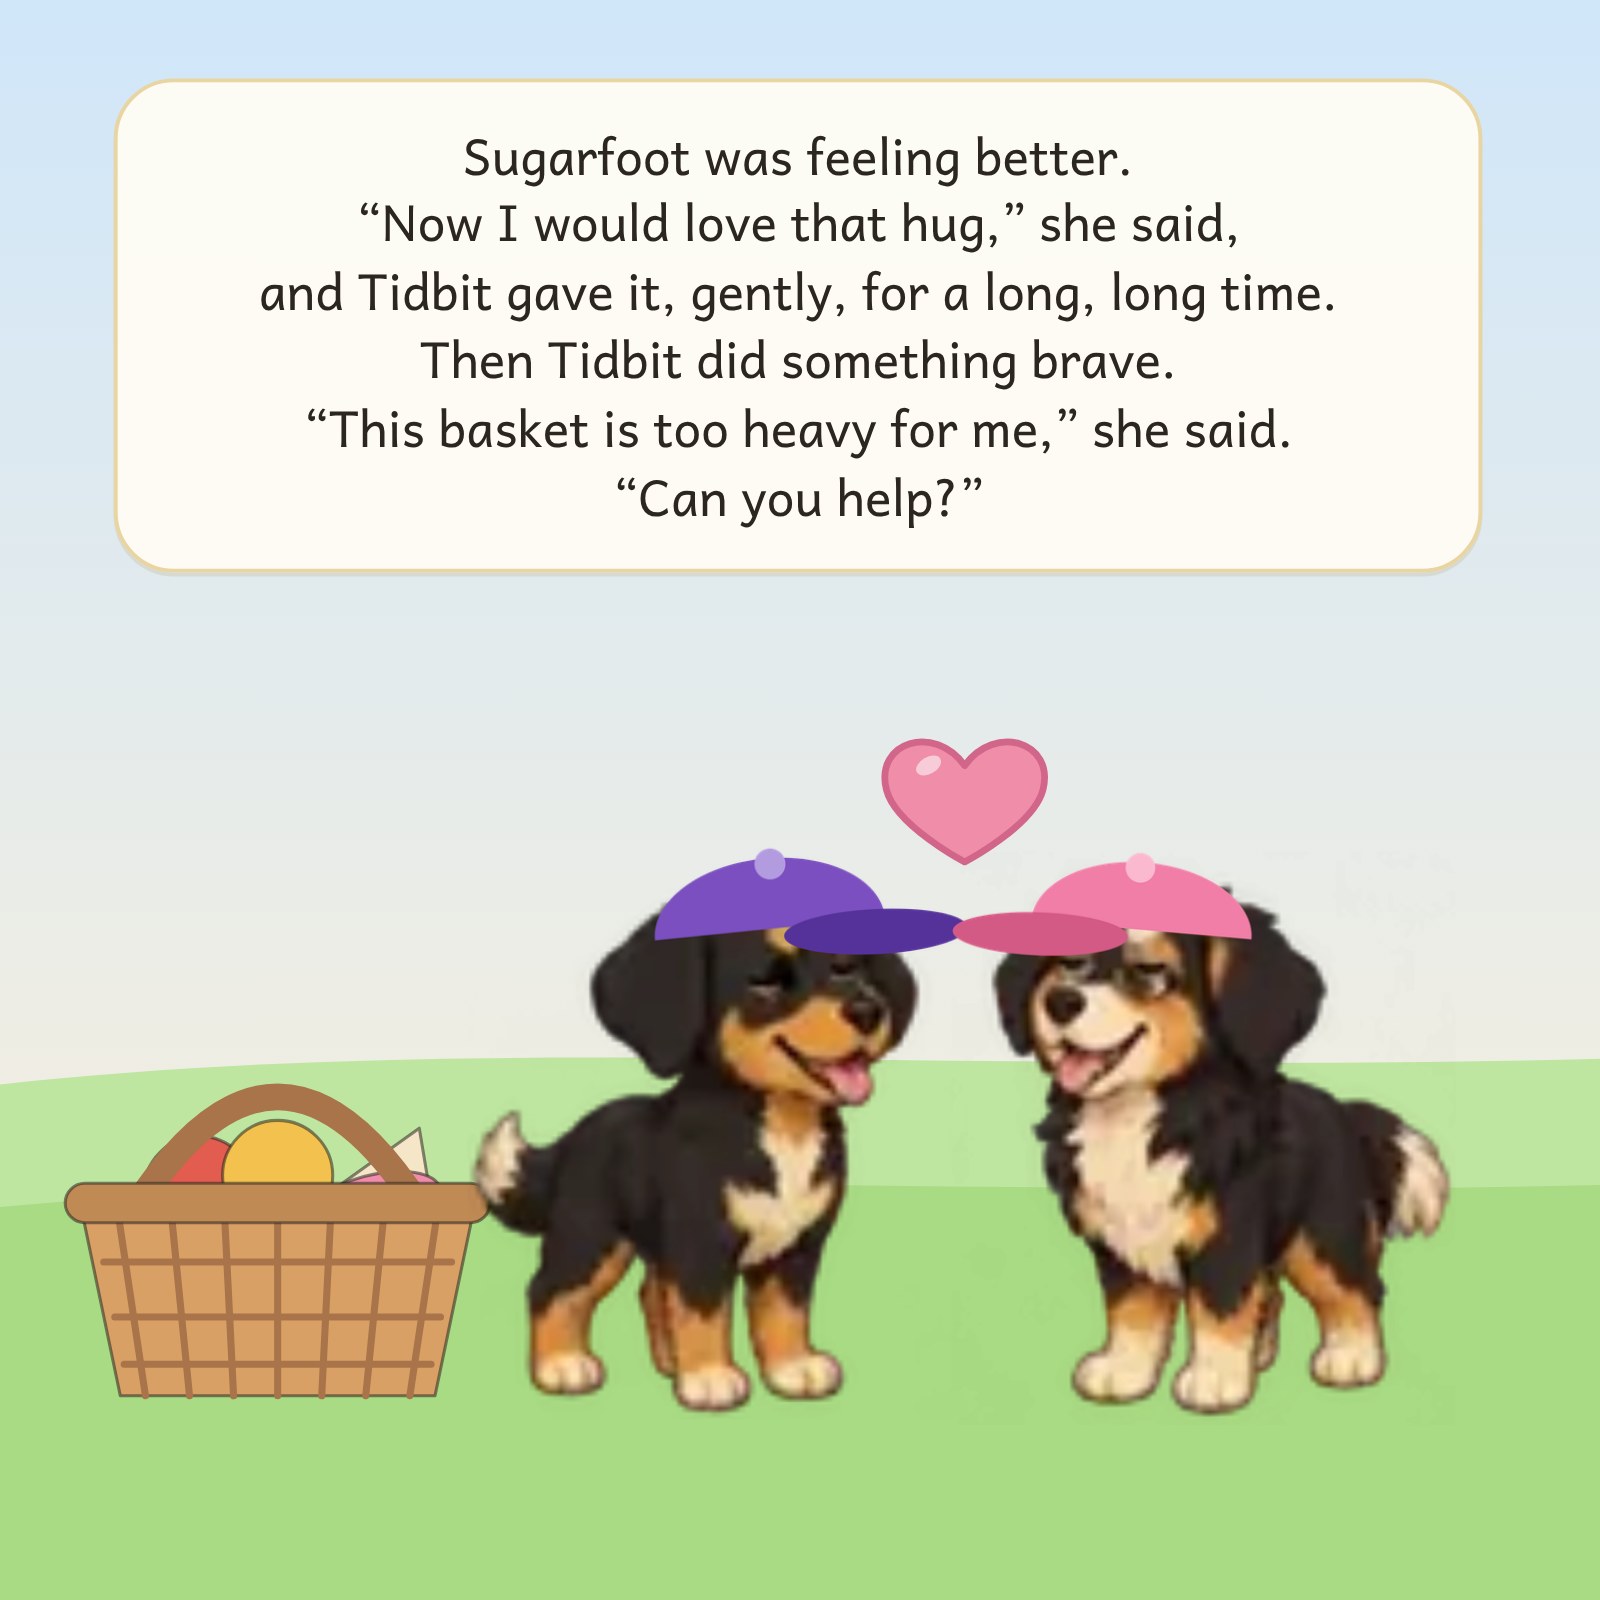 Sugarfoot was feeling better.
“Now I would love that hug,” she said,
and Tidbit gave it, gently, for a long, long time.
Then Tidbit did something brave.
“This basket is too heavy for me,” she said.
“Can you help?”